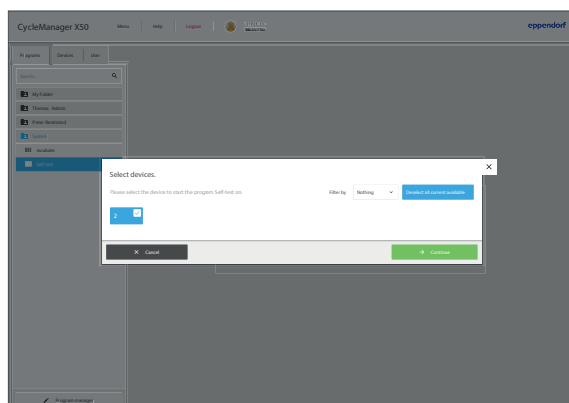 CycleManager X50
Menu
Help
Logout
eppendorf
Programs
Devices
User
Search
My Folder
Thomas Admin
Peter Restricted
System
Self-test
Select devices.
Please select the device to start the program Self-test on.
Filter by
Nothing
Deselect all current available
2
Cancel
Continue
Program manager